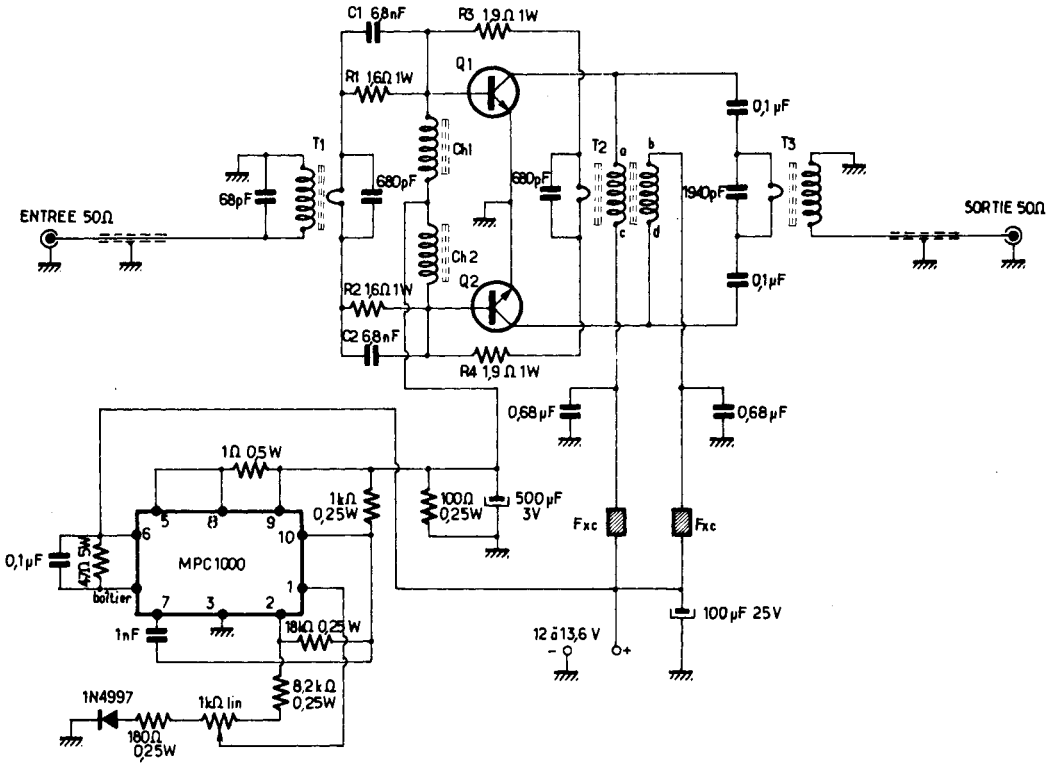 C1 6,8nF
R3 1,9Ω 1W
Q1
R1 1,6Ω 1W
0,1µF
T1
Ch1
T2
a
b
T3
68pF
680pF
680pF
1940pF
ENTREE 50Ω
SORTIE 50Ω
c
d
Ch2
Q2
R2 1,6Ω 1W
0,1µF
C2 6,8nF
R4 1,9Ω 1W
0,68µF
0,68µF
1Ω 0,5W
1kΩ
0,25W
100Ω
0,25W
500µF
3V
5
8
9
Fxc
Fxc
6
10
0,1µF
47Ω 5W
MPC1000
boîtier
1
7
3
2
1nF
18kΩ 0,25W
100µF 25V
12 à 13,6 V
-
+
8,2kΩ
0,25W
1N4997
1kΩ lin
180Ω
0,25W